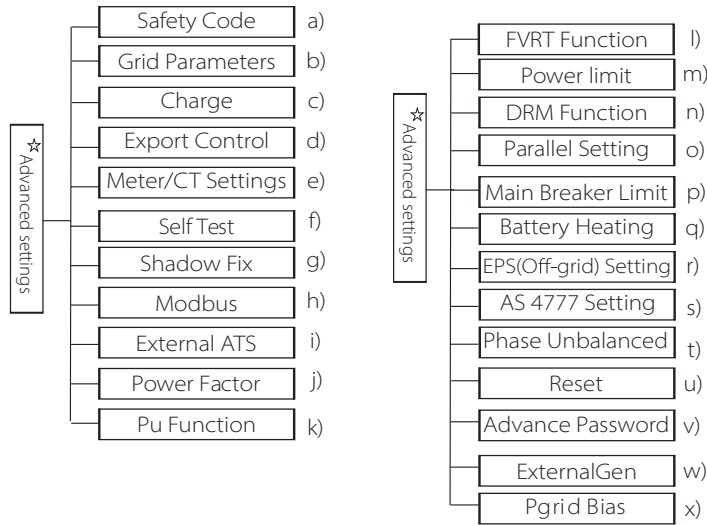 ☆Advanced settings
Safety Code a)
Grid Parameters b)
Charge c)
Export Control d)
Meter/CT Settings e)
Self Test f)
Shadow Fix g)
Modbus h)
External ATS i)
Power Factor j)
Pu Function k)
☆Advanced settings
FVRT Function l)
Power limit m)
DRM Function n)
Parallel Setting o)
Main Breaker Limit p)
Battery Heating q)
EPS(Off-grid) Setting r)
AS 4777 Setting s)
Phase Unbalanced t)
Reset u)
Advance Password v)
ExternalGen w)
Pgrid Bias x)